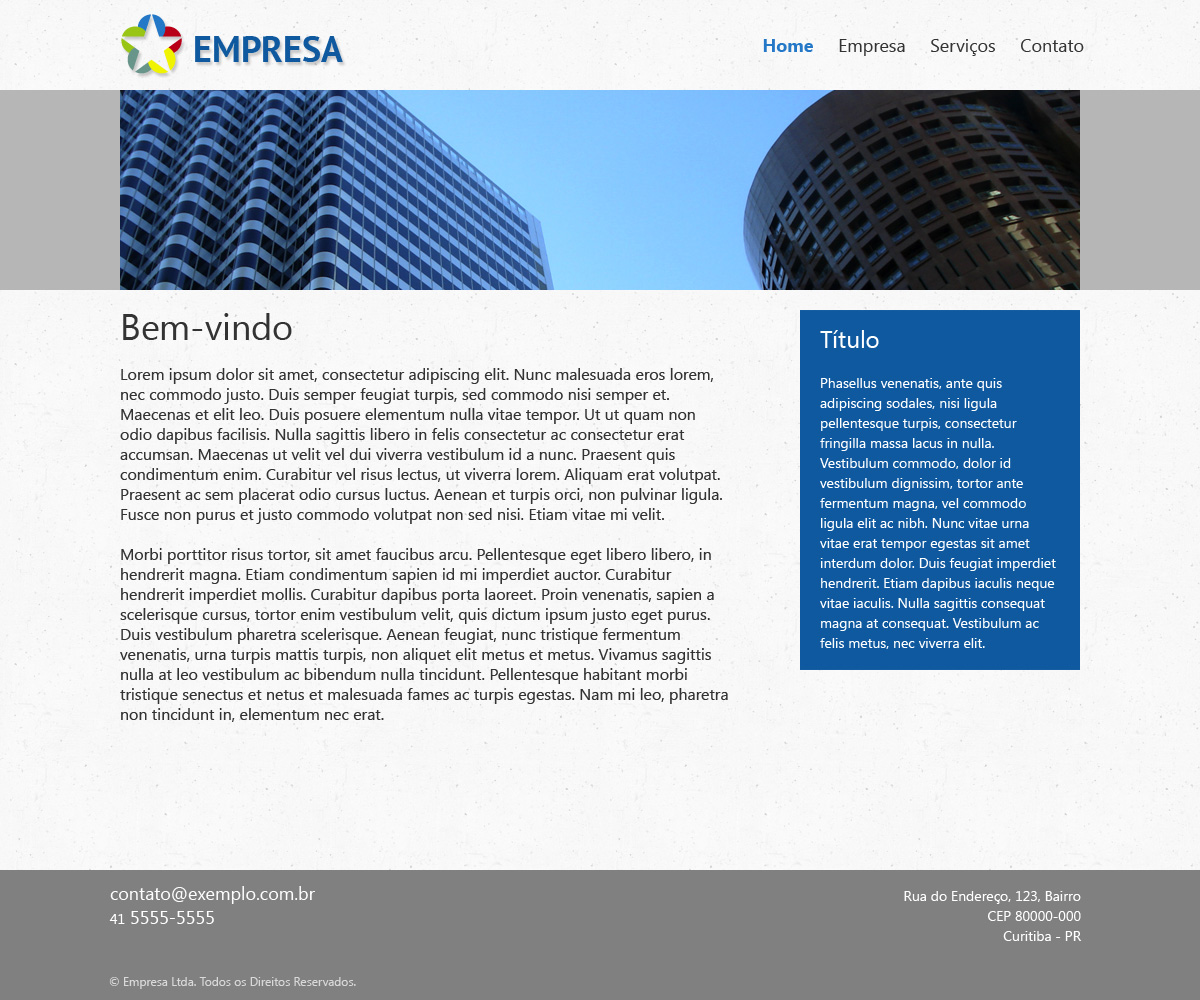 EMPRESA
Home Empresa Serviços Contato
Bem-vindo
Lorem ipsum dolor sit amet, consectetur adipiscing elit. Nunc malesuada eros lorem,
nec commodo justo. Duis semper feugiat turpis, sed commodo nisi semper et.
Maecenas et elit leo. Duis posuere elementum nulla vitae tempor. Ut ut quam non
odio dapibus facilisis. Nulla sagittis libero in felis consectetur ac consectetur erat
accumsan. Maecenas ut velit vel dui viverra vestibulum id a nunc. Praesent quis
condimentum enim. Curabitur vel risus lectus, ut viverra lorem. Aliquam erat volutpat.
Praesent ac sem placerat odio cursus luctus. Aenean et turpis orci, non pulvinar ligula.
Fusce non purus et justo commodo volutpat non sed nisi. Etiam vitae mi velit.
Morbi porttitor risus tortor, sit amet faucibus arcu. Pellentesque eget libero libero, in
hendrerit magna. Etiam condimentum sapien id mi imperdiet auctor. Curabitur
hendrerit imperdiet mollis. Curabitur dapibus porta laoreet. Proin venenatis, sapien a
scelerisque cursus, tortor enim vestibulum velit, quis dictum ipsum justo eget purus.
Duis vestibulum pharetra scelerisque. Aenean feugiat, nunc tristique fermentum
venenatis, urna turpis mattis turpis, non aliquet elit metus et metus. Vivamus sagittis
nulla at leo vestibulum ac bibendum nulla tincidunt. Pellentesque habitant morbi
tristique senectus et netus et malesuada fames ac turpis egestas. Nam mi leo, pharetra
non tincidunt in, elementum nec erat.
Título
Phasellus venenatis, ante quis
adipiscing sodales, nisi ligula
pellentesque turpis, consectetur
fringilla massa lacus in nulla.
Vestibulum commodo, dolor id
vestibulum dignissim, tortor ante
fermentum magna, vel commodo
ligula elit ac nibh. Nunc vitae urna
vitae erat tempor egestas sit amet
interdum dolor. Duis feugiat imperdiet
hendrerit. Etiam dapibus iaculis neque
vitae iaculis. Nulla sagittis consequat
magna at consequat. Vestibulum ac
felis metus, nec viverra elit.
contato@exemplo.com.br
41 5555-5555
Rua do Endereço, 123, Bairro
CEP 80000-000
Curitiba - PR
© Empresa Ltda. Todos os Direitos Reservados.